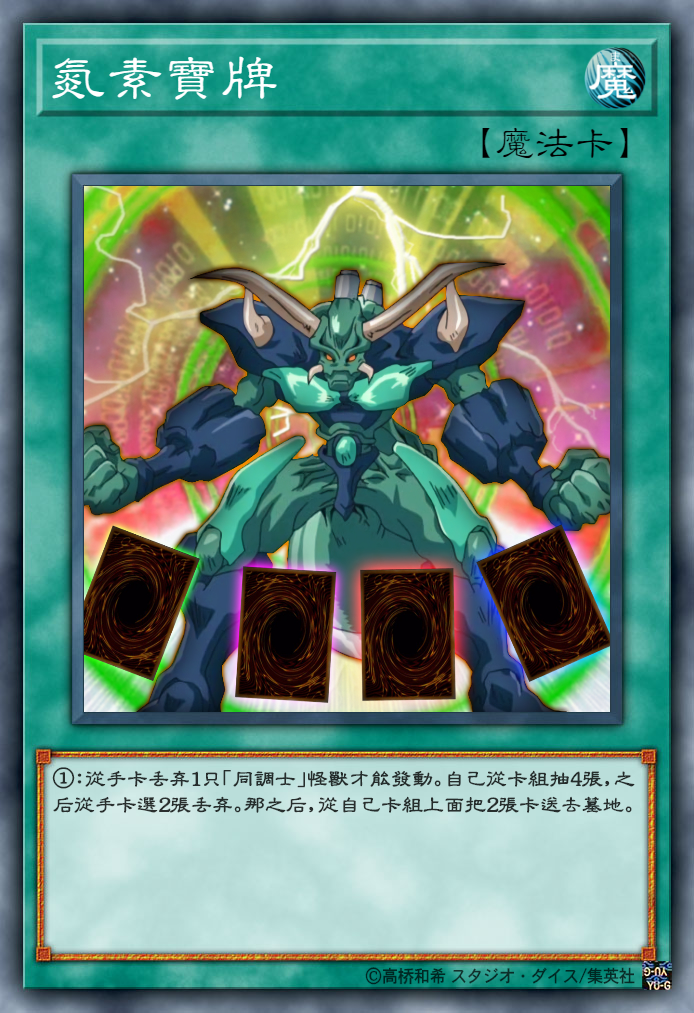 氮素寶牌
魔
【魔法卡】
①:從手卡丟弃1只「同調士」怪獸才能發動。自己從卡組抽4張,之
后從手卡選2張丟弃。那之后,從自己卡組上面把2張卡送去墓地。
©高桥和希 スタジオ・ダイス/集英社
YU-G